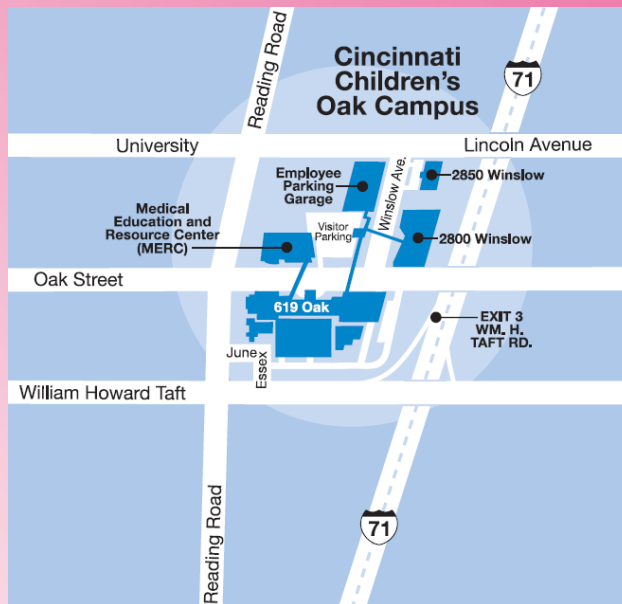 Cincinnati
Children's
Oak Campus
71
Reading Road
University
Lincoln Avenue
Employee
Parking
Garage
Winslow Ave.
2850 Winslow
Medical
Education and
Resource Center
(MERC)
Visitor
Parking
2800 Winslow
Oak Street
619 Oak
EXIT 3
WM. H.
TAFT RD.
June
Essex
William Howard Taft
Reading Road
71